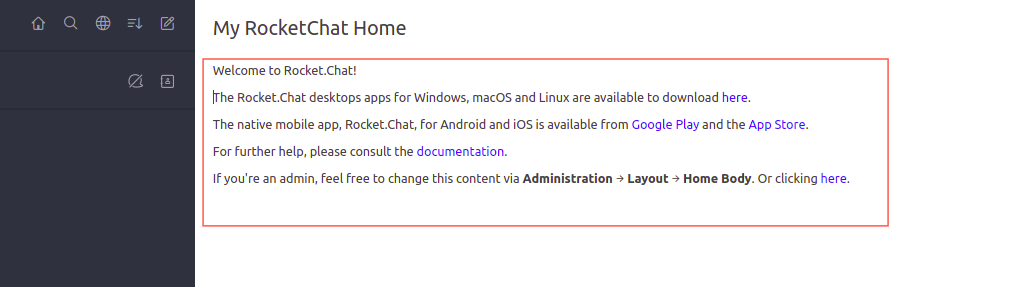 My RocketChat Home
Welcome to Rocket.Chat!
The Rocket.Chat desktops apps for Windows, macOS and Linux are available to download here.
The native mobile app, Rocket.Chat, for Android and iOS is available from Google Play and the App Store.
For further help, please consult the documentation.
If you're an admin, feel free to change this content via Administration → Layout → Home Body. Or clicking here.